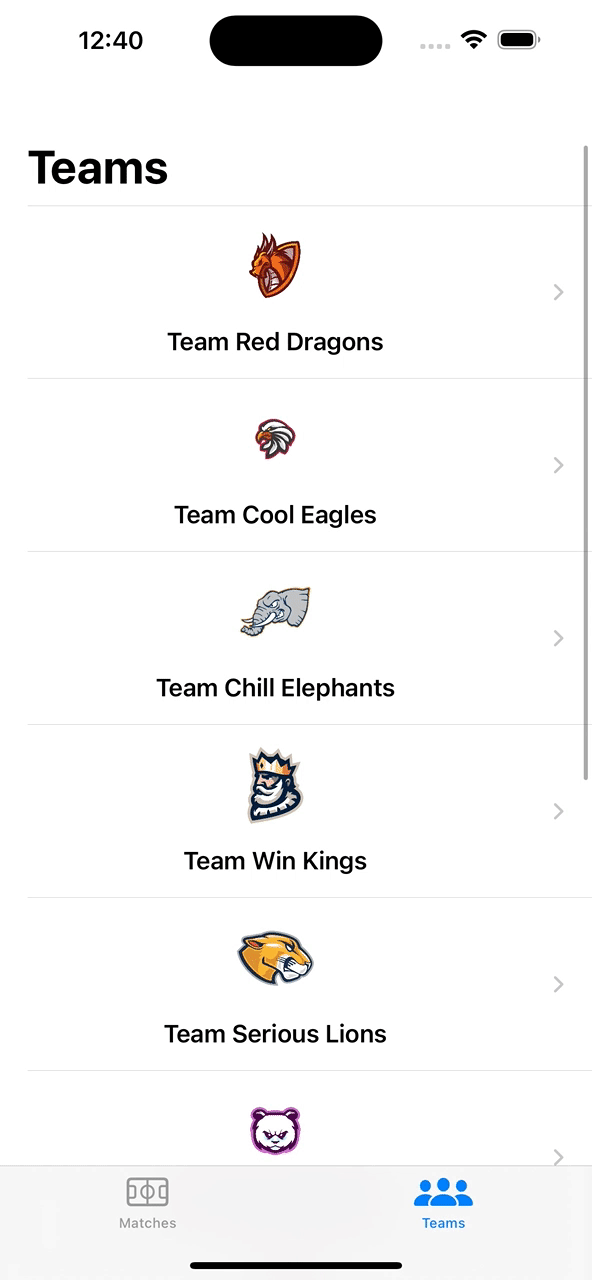 12:40
Teams
Team Red Dragons
Team Cool Eagles
Team Chill Elephants
Team Win Kings
Team Serious Lions
Matches
Teams